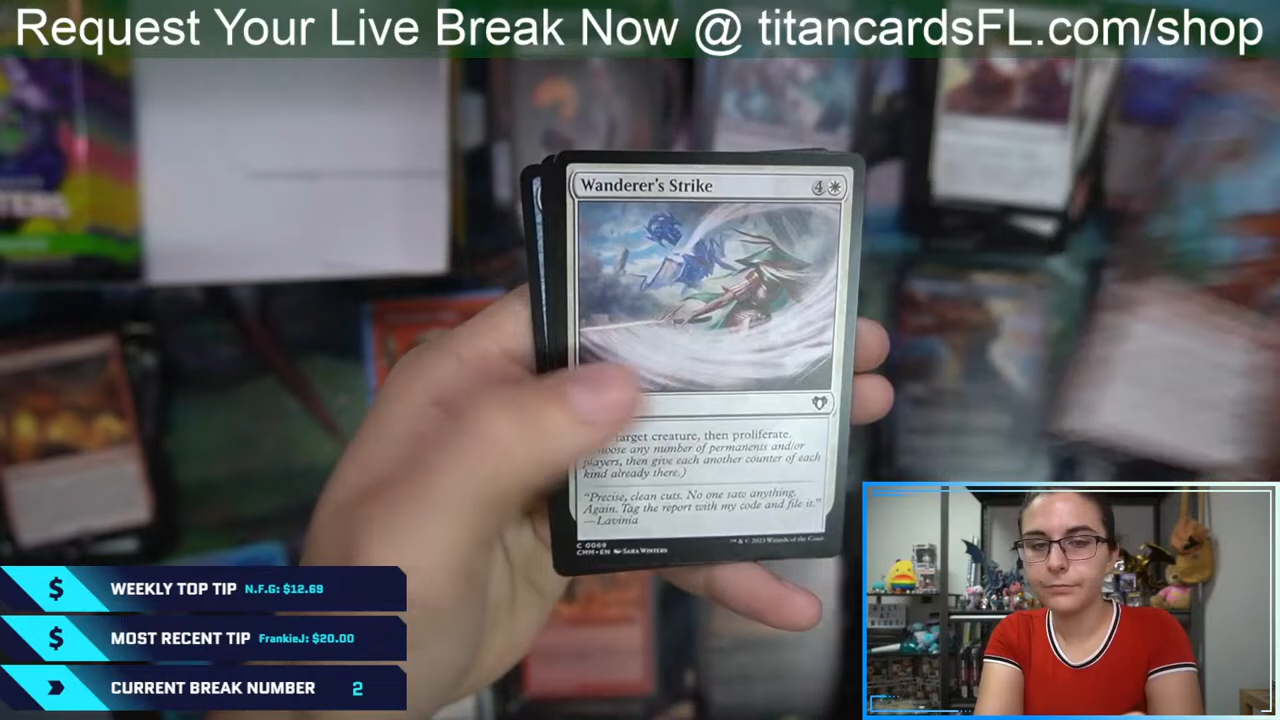 Request Your Live Break Now @ titancardsFL.com/shop
Wanderer's Strike 4
target creature, then proliferate.
any number of permanents and/or
players, then give each another counter of each
kind already there.)
"Precise, clean cuts. No one saw anything.
Again. Tag the report with my code and file it."
—Lavinia
C 0069
CMM • EN Sara Winters
™ & © 2023 Wizards of the Coast
WEEKLY TOP TIP N.F.G: $12.69
MOST RECENT TIP FrankieJ: $20.00
CURRENT BREAK NUMBER 2